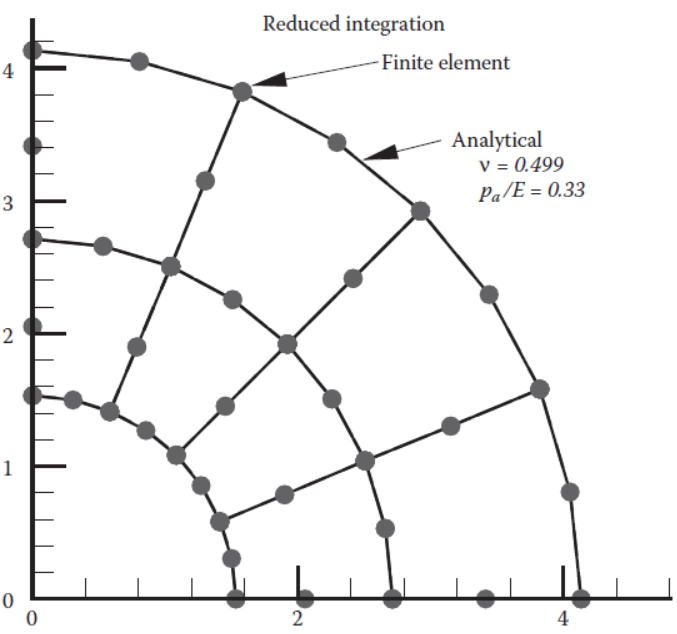 Reduced integration
Finite element
Analytical
ν = 0.499
pa/E = 0.33
4
3
2
1
0
0
2
4